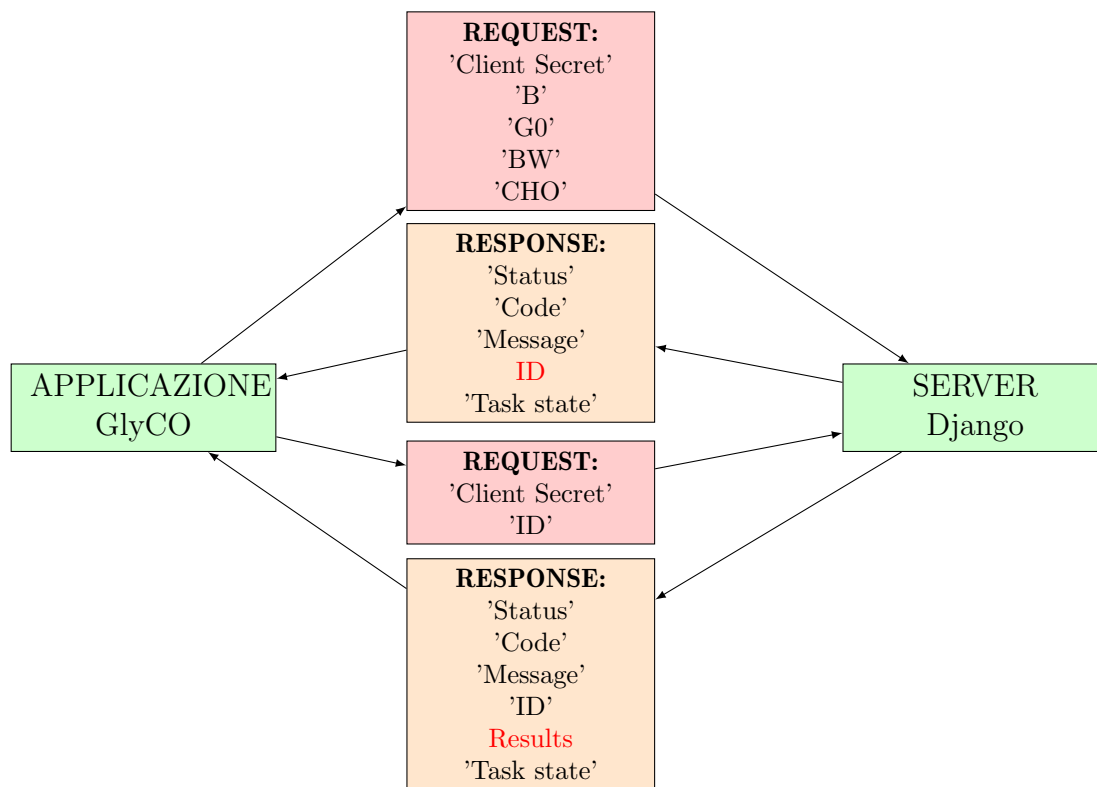 REQUEST:
’Client Secret’
’B’
’G0’
’BW’
’CHO’
RESPONSE:
’Status’
’Code’
’Message’
ID
’Task state’
APPLICAZIONE
GlyCO
SERVER
Django
REQUEST:
’Client Secret’
’ID’
RESPONSE:
’Status’
’Code’
’Message’
’ID’
Results
’Task state’